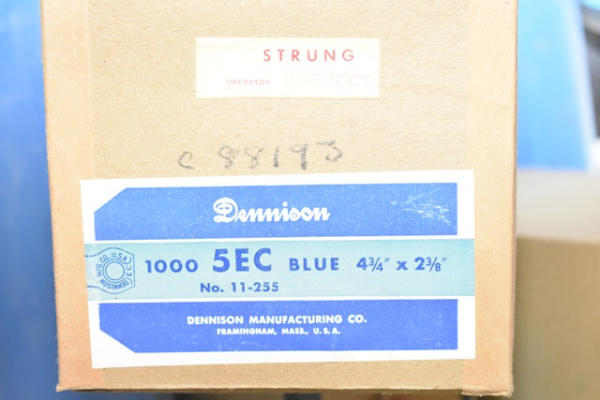 STRUNG
OPERATOR
C 88193
Dennison
1000 5EC BLUE 4¾" x 2⅜"
No. 11-255
DENNISON MANUFACTURING CO.
FRAMINGHAM, MASS., U.S.A.